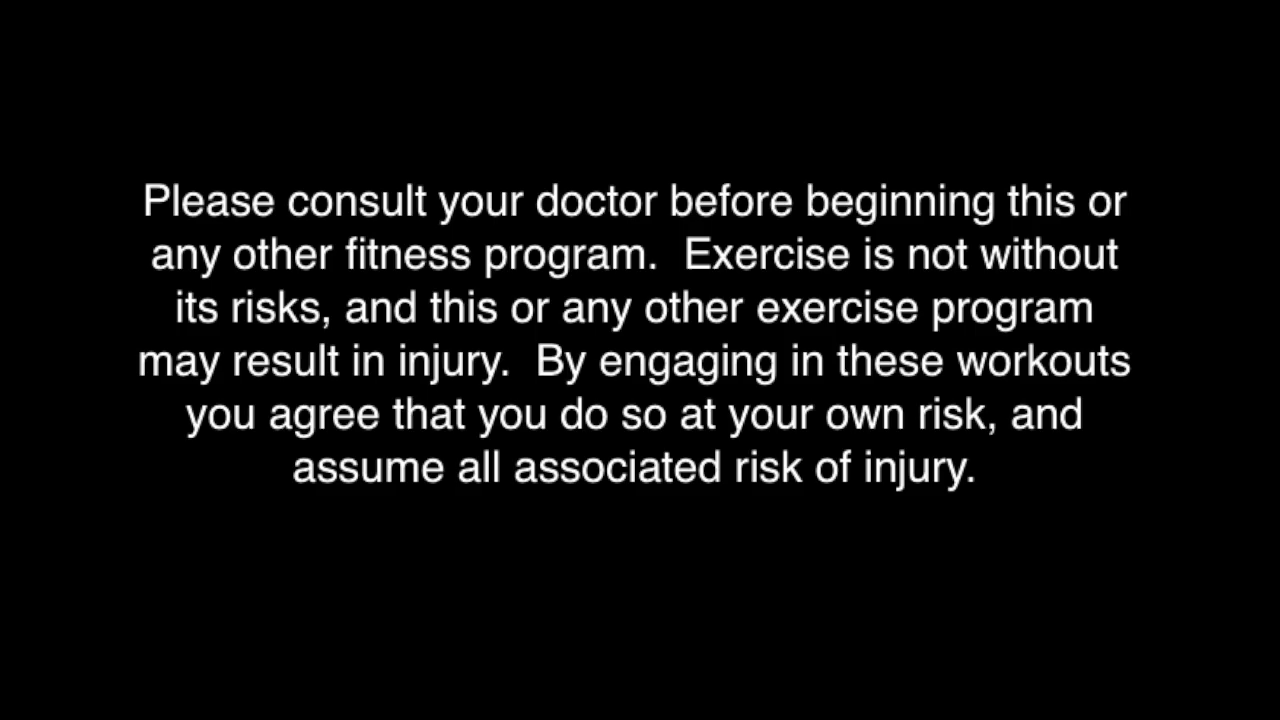 Please consult your doctor before beginning this or
any other fitness program.  Exercise is not without
its risks, and this or any other exercise program
may result in injury.  By engaging in these workouts
you agree that you do so at your own risk, and
assume all associated risk of injury.